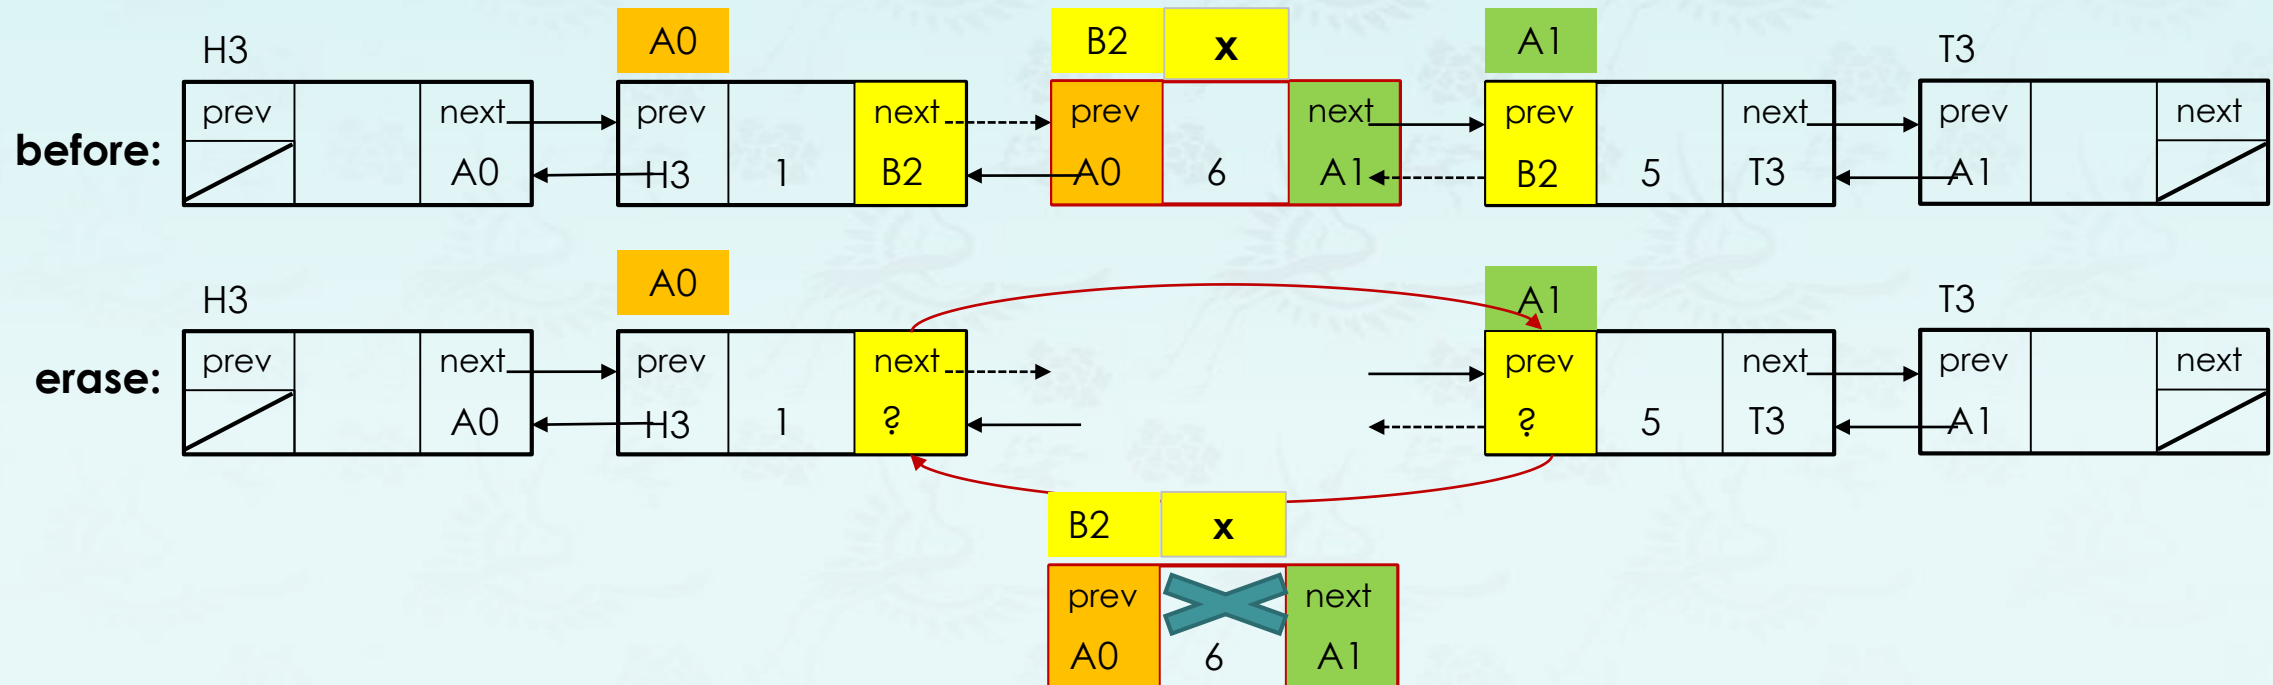 H3 A0 B2 x A1 T3
before: prev next prev next prev next prev next prev next
A0 H3 1 B2 A0 6 A1 B2 5 T3 A1
H3 A0 A1 T3
erase: prev next prev next prev next prev next
A0 H3 1 ? ? 5 T3 A1
B2 x
prev next
A0 6 A1